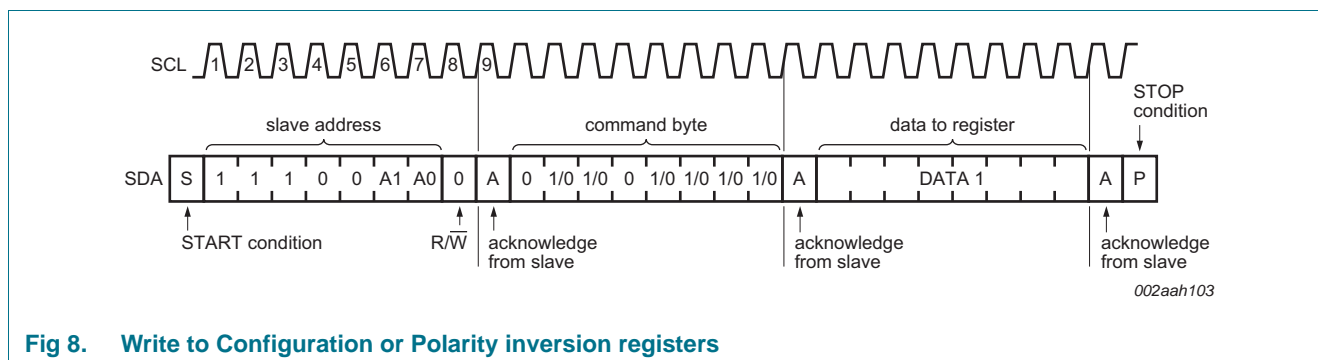 SCL 1 2 3 4 5 6 7 8 9
STOP
condition
slave address command byte data to register
SDA S 1 1 1 0 0 A1 A0 0 A 0 1/0 1/0 0 1/0 1/0 1/0 1/0 A DATA 1 A P
START condition R/W̅ acknowledge
from slave
acknowledge
from slave
acknowledge
from slave
002aah103
Fig 8. Write to Configuration or Polarity inversion registers